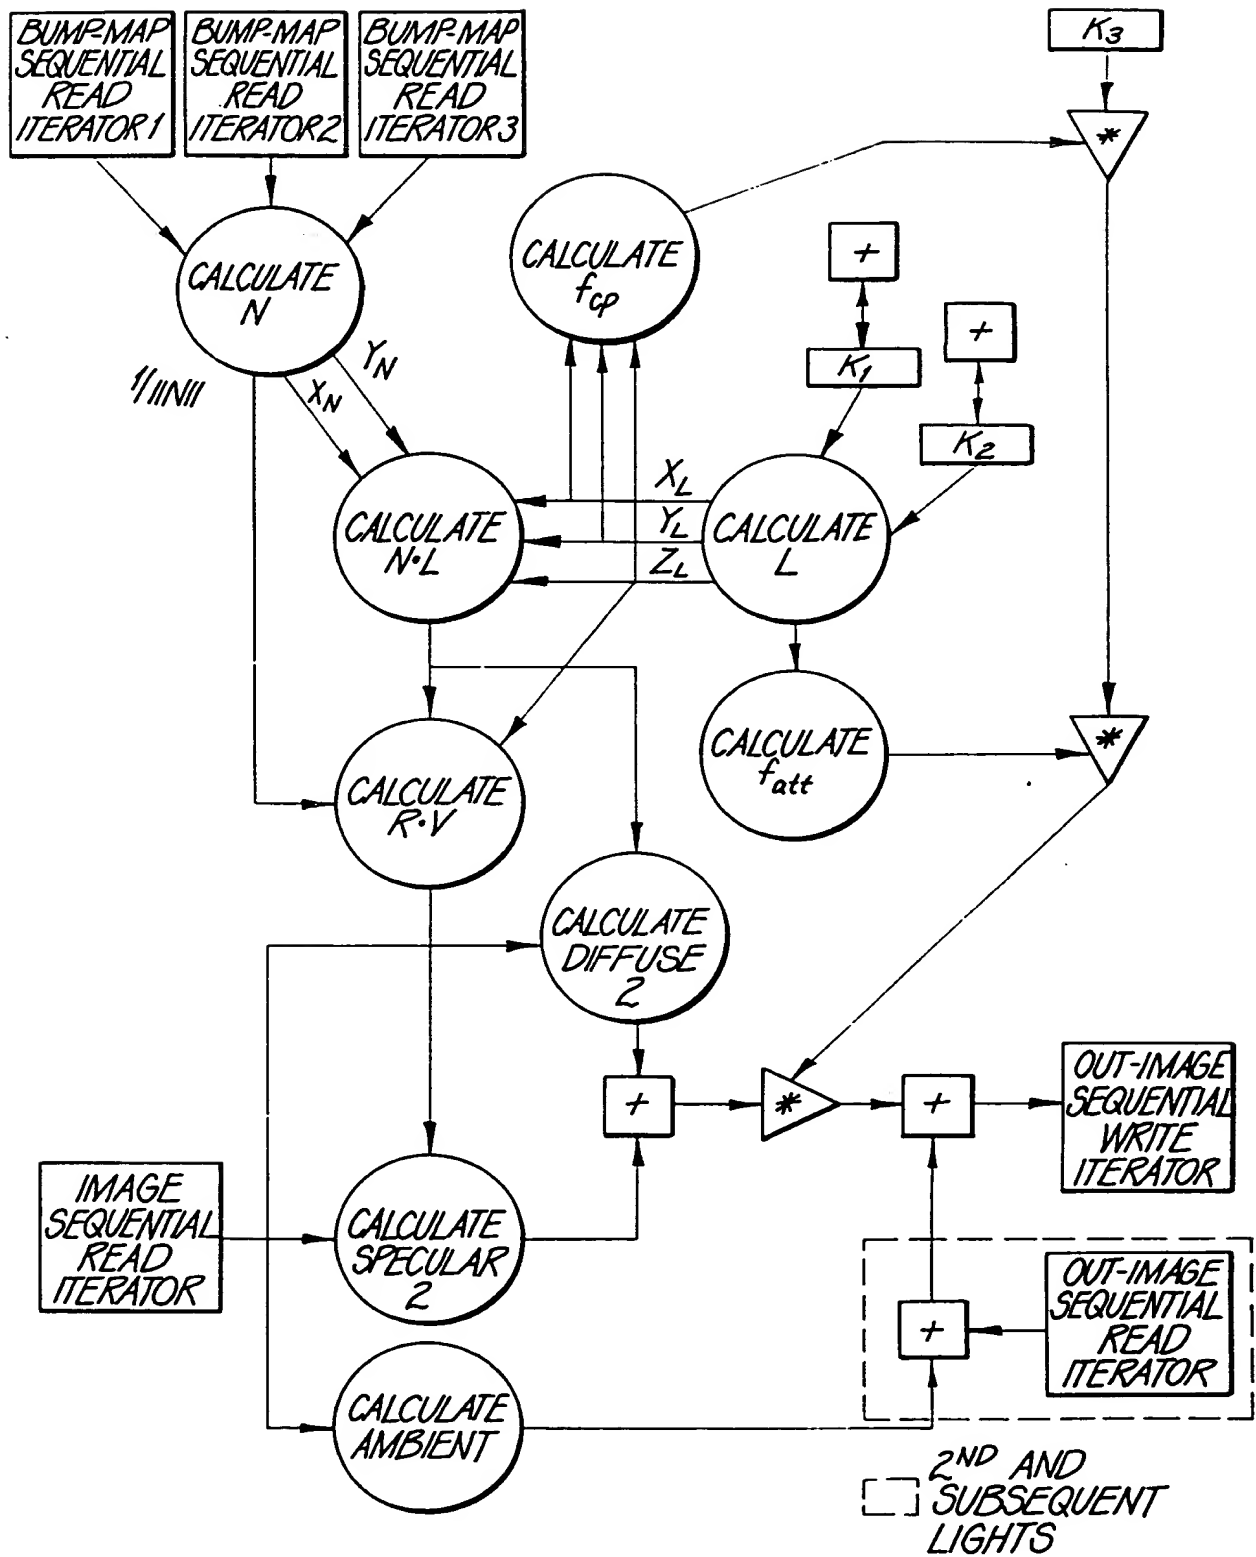 BUMP-MAP
SEQUENTIAL
READ
ITERATOR 1
BUMP-MAP
SEQUENTIAL
READ
ITERATOR 2
BUMP-MAP
SEQUENTIAL
READ
ITERATOR 3
K3
*
CALCULATE
N
CALCULATE
fcp
+
K1
+
K2
1/||N||
XN
YN
CALCULATE
N·L
XL
YL
ZL
CALCULATE
L
CALCULATE
R·V
CALCULATE
fatt
*
CALCULATE
DIFFUSE
2
+
*
+
OUT-IMAGE
SEQUENTIAL
WRITE
ITERATOR
IMAGE
SEQUENTIAL
READ
ITERATOR
CALCULATE
SPECULAR
2
+
OUT-IMAGE
SEQUENTIAL
READ
ITERATOR
CALCULATE
AMBIENT
2ND AND
SUBSEQUENT
LIGHTS